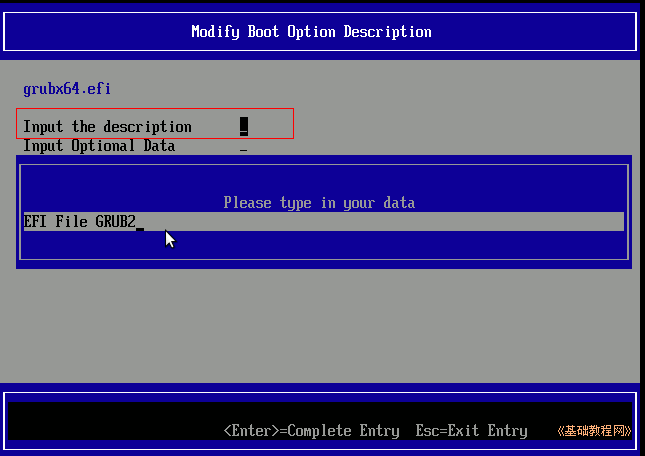 Modify Boot Option Description
grubx64.efi
Input the description _
Input Optional Data _
Please type in your data
EFI File GRUB2_
<Enter>=Complete Entry Esc=Exit Entry
《基础教程网》